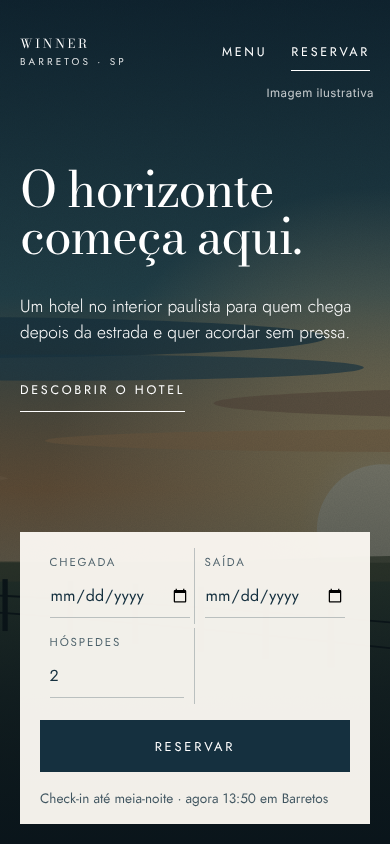 WINNER
BARRETOS · SP
MENU
RESERVAR
Imagem ilustrativa
O horizonte
começa aqui.
Um hotel no interior paulista para quem chega
depois da estrada e quer acordar sem pressa.
DESCOBRIR O HOTEL
CHEGADA
SAÍDA
mm/dd/yyyy
mm/dd/yyyy
HÓSPEDES
2
RESERVAR
Check-in até meia-noite · agora 13:50 em Barretos